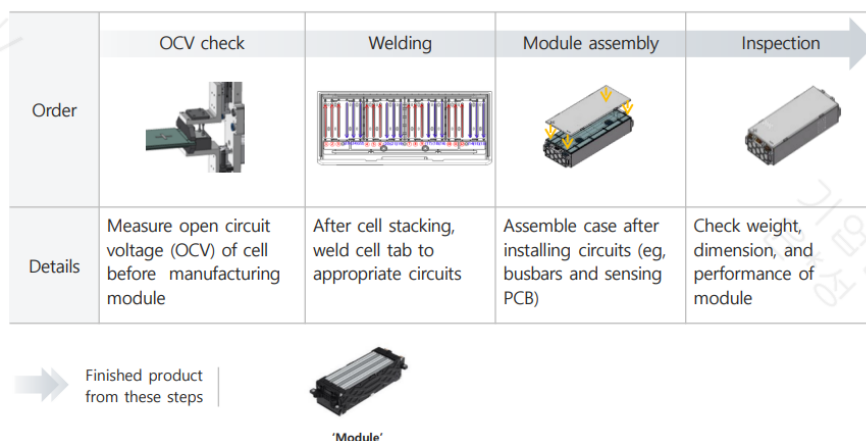 OCV check
Welding
Module assembly
Inspection
Order
Details
Measure open circuit
voltage (OCV) of cell
before manufacturing
module
After cell stacking,
weld cell tab to
appropriate circuits
Assemble case after
installing circuits (eg,
busbars and sensing
PCB)
Check weight,
dimension, and
performance of
module
Finished product
from these steps
'Module'